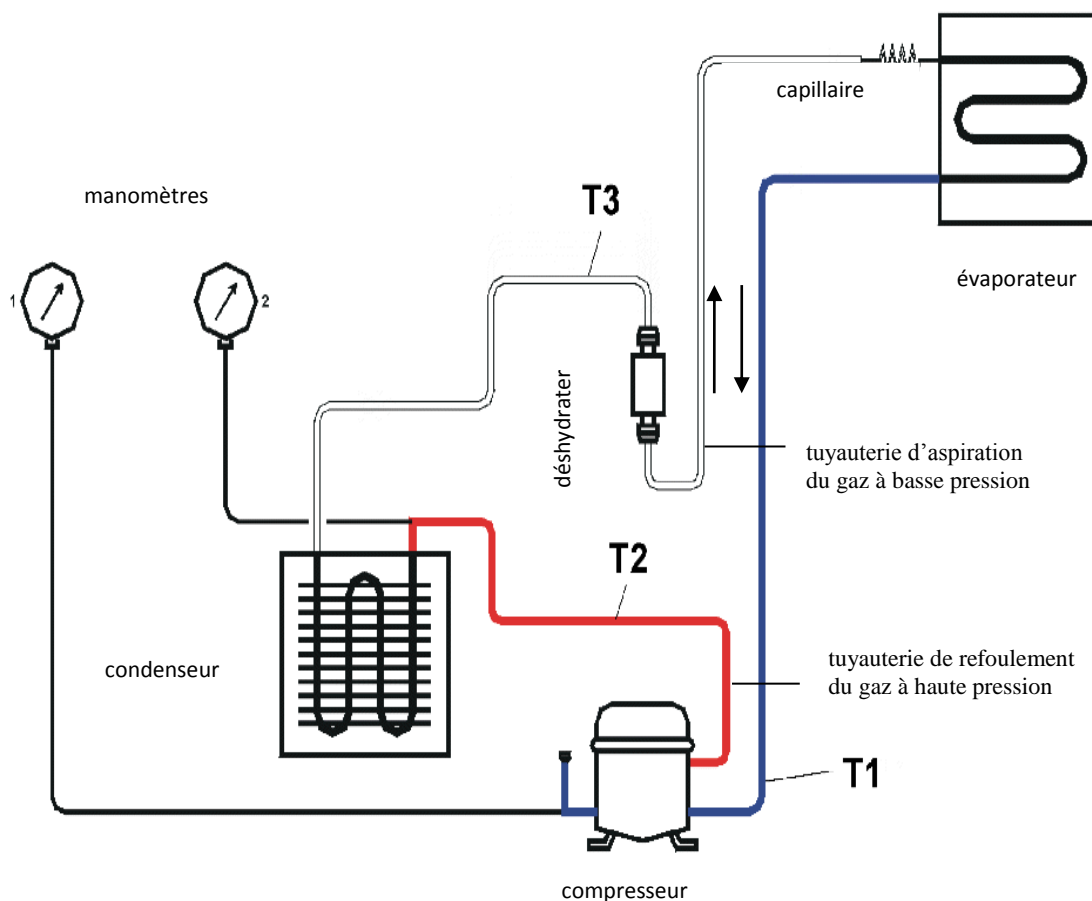 capillaire
manomètres
T3
évaporateur
1
2
déshydrater
tuyauterie d’aspiration
du gaz à basse pression
T2
condenseur
tuyauterie de refoulement
du gaz à haute pression
T1
compresseur